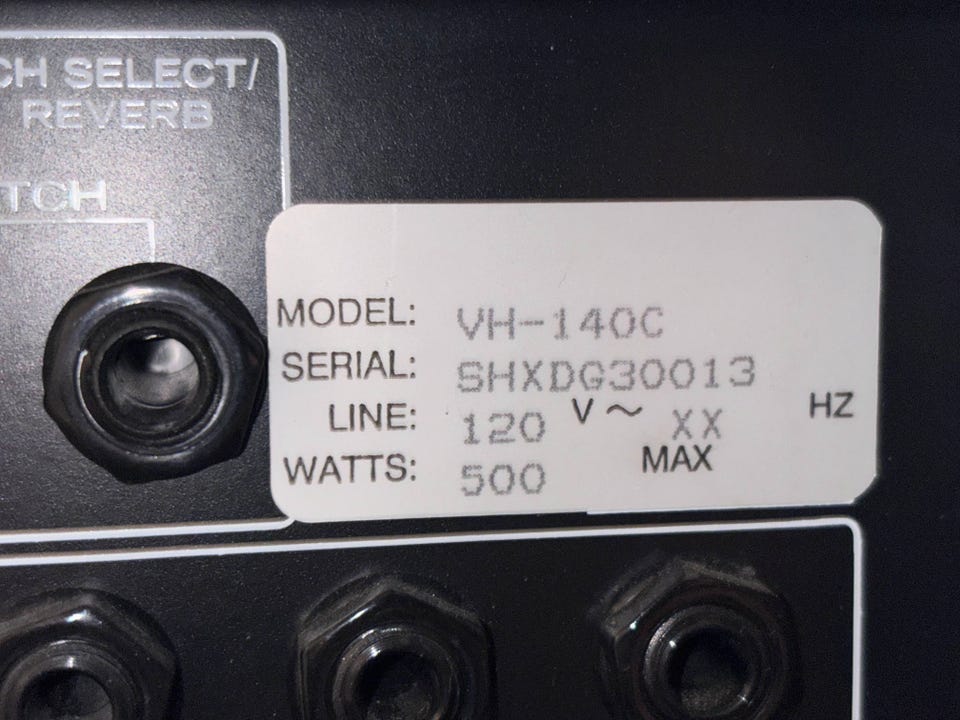 CH SELECT/
REVERB
TCH
MODEL: VH-140C
SERIAL: SHXDG30013
LINE: 120 V~ XX HZ
WATTS: 500 MAX